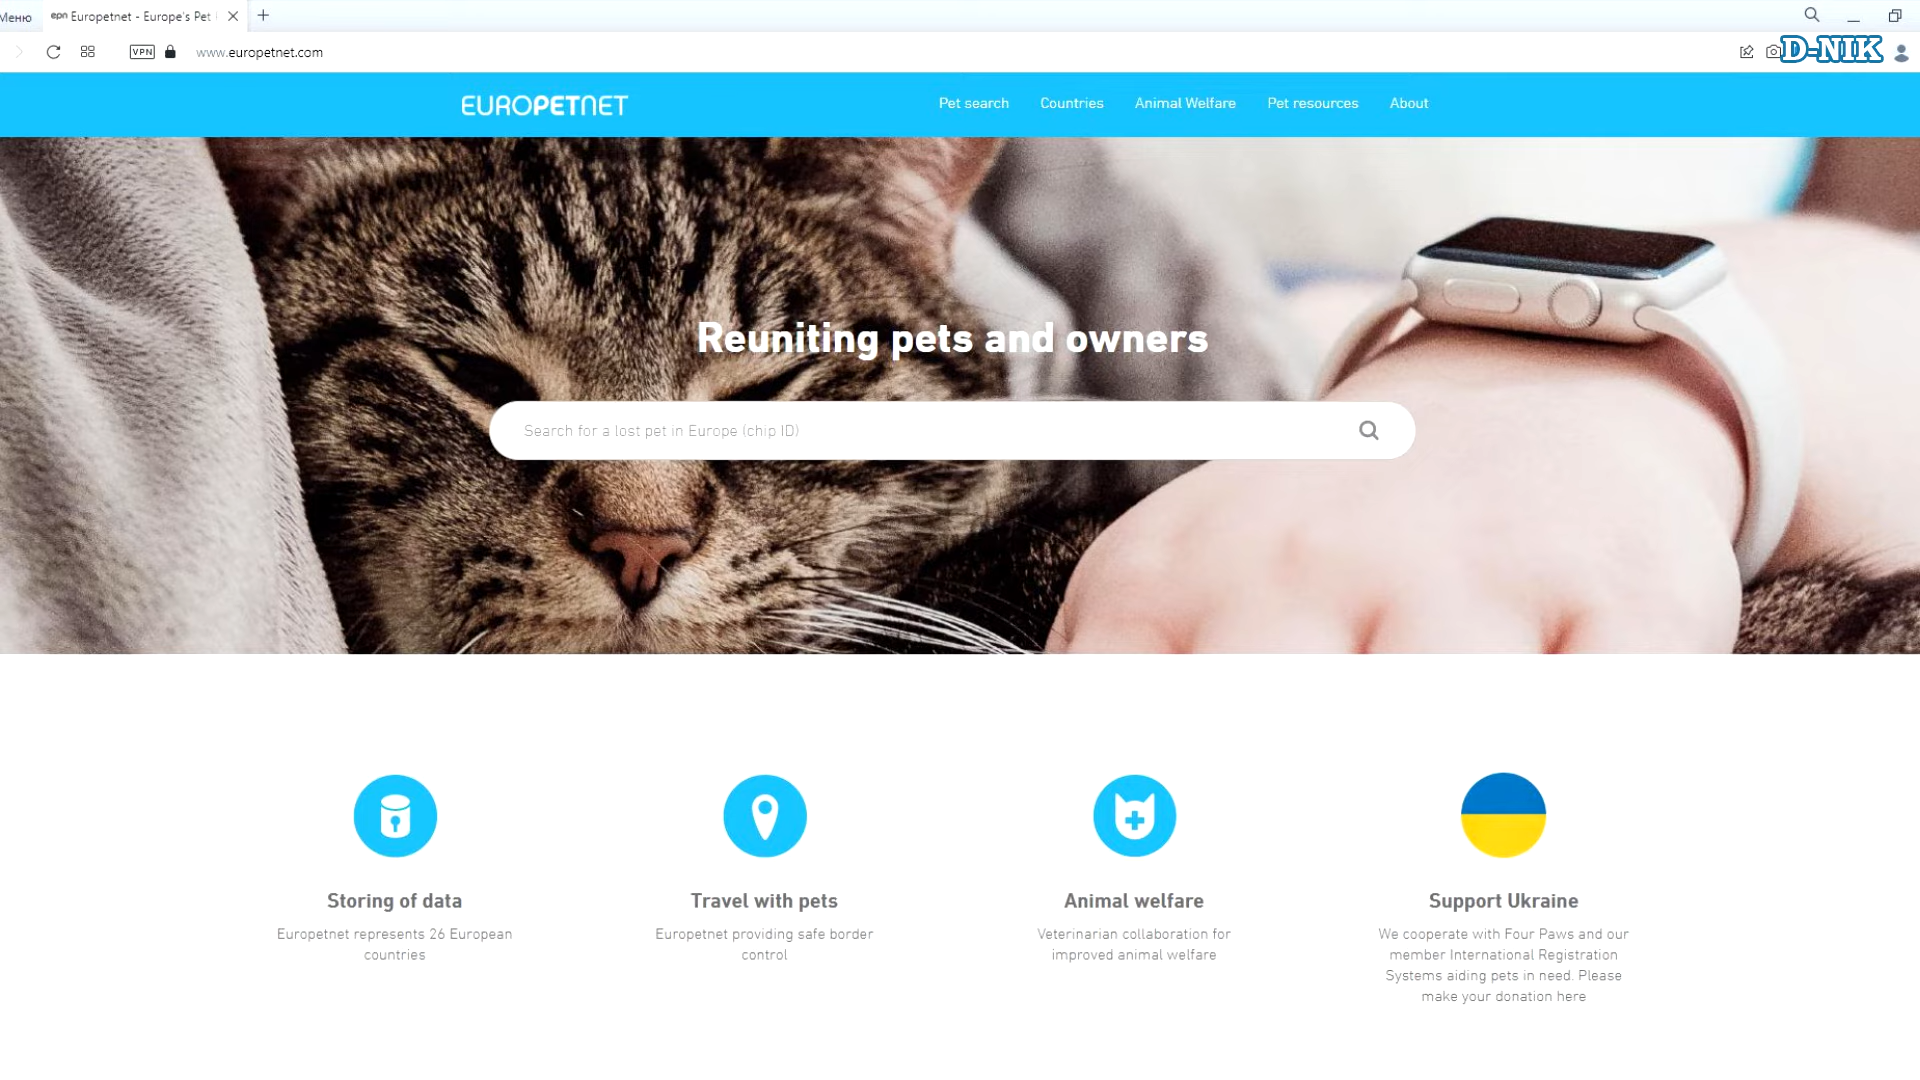 Меню
epn Europetnet - Europe's Pet
VPN
www.europetnet.com
D-NIK
EUROPETNET
Pet search
Countries
Animal Welfare
Pet resources
About
Reuniting pets and owners
Search for a lost pet in Europe (chip ID)
Storing of data
Europetnet represents 26 European
countries
Travel with pets
Europetnet providing safe border
control
Animal welfare
Veterinarian collaboration for
improved animal welfare
Support Ukraine
We cooperate with Four Paws and our
member International Registration
Systems aiding pets in need. Please
make your donation here